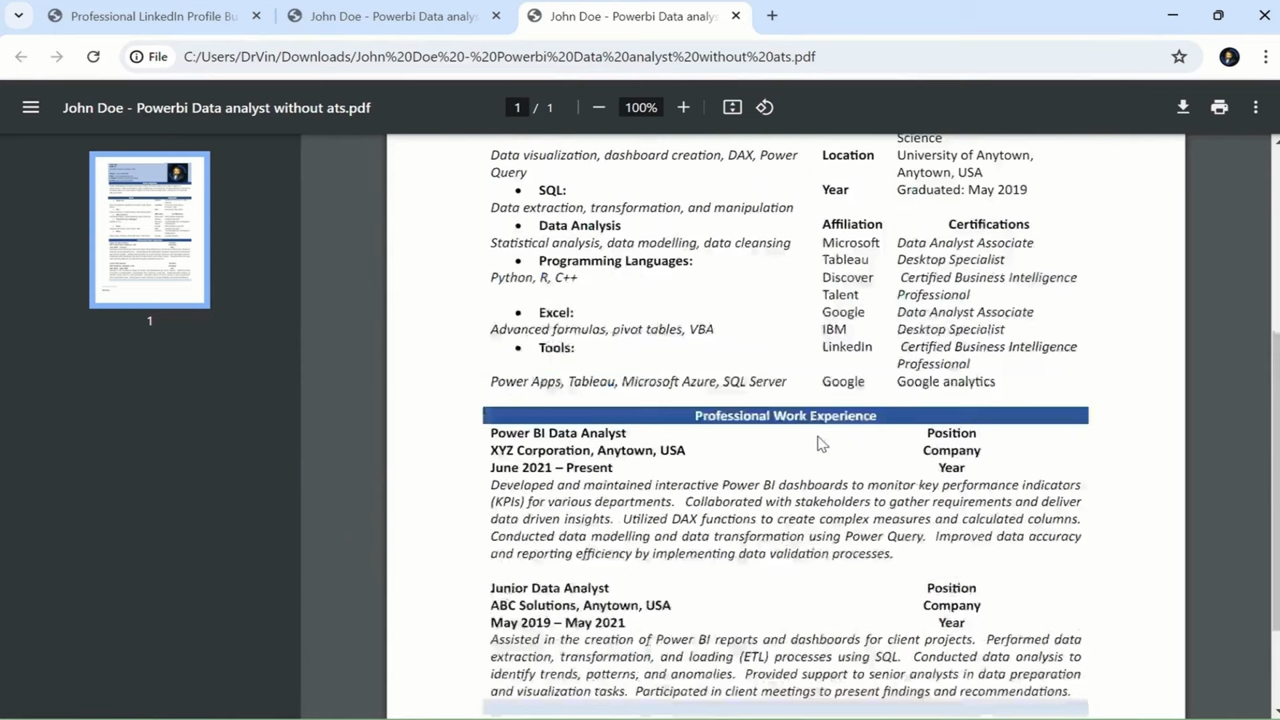 Professional LinkedIn Profile Bu
John Doe - Powerbi Data analys
John Doe - Powerbi Data analys
File
C:/Users/DrVin/Downloads/John%20Doe%20-%20Powerbi%20Data%20analyst%20without%20ats.pdf
John Doe - Powerbi Data analyst without ats.pdf
1 / 1
100%
1
Science
Data visualization, dashboard creation, DAX, Power
Query
Location
University of Anytown,
Anytown, USA
• SQL:
Year
Graduated: May 2019
Data extraction, transformation, and manipulation
• Data Analysis
Affiliation
Certifications
Statistical analysis, data modelling, data cleansing
Microsoft
Data Analyst Associate
• Programming Languages:
Tableau
Desktop Specialist
Python, R, C++
Discover
Certified Business Intelligence
Talent
Professional
• Excel:
Google
Data Analyst Associate
Advanced formulas, pivot tables, VBA
IBM
Desktop Specialist
• Tools:
LinkedIn
Certified Business Intelligence
Professional
Power Apps, Tableau, Microsoft Azure, SQL Server
Google
Google analytics
Professional Work Experience
Power BI Data Analyst
Position
XYZ Corporation, Anytown, USA
Company
June 2021 – Present
Year
Developed and maintained interactive Power BI dashboards to monitor key performance indicators
(KPIs) for various departments. Collaborated with stakeholders to gather requirements and deliver
data driven insights. Utilized DAX functions to create complex measures and calculated columns.
Conducted data modelling and data transformation using Power Query. Improved data accuracy
and reporting efficiency by implementing data validation processes.
Junior Data Analyst
Position
ABC Solutions, Anytown, USA
Company
May 2019 – May 2021
Year
Assisted in the creation of Power BI reports and dashboards for client projects. Performed data
extraction, transformation, and loading (ETL) processes using SQL. Conducted data analysis to
identify trends, patterns, and anomalies. Provided support to senior analysts in data preparation
and visualization tasks. Participated in client meetings to present findings and recommendations.